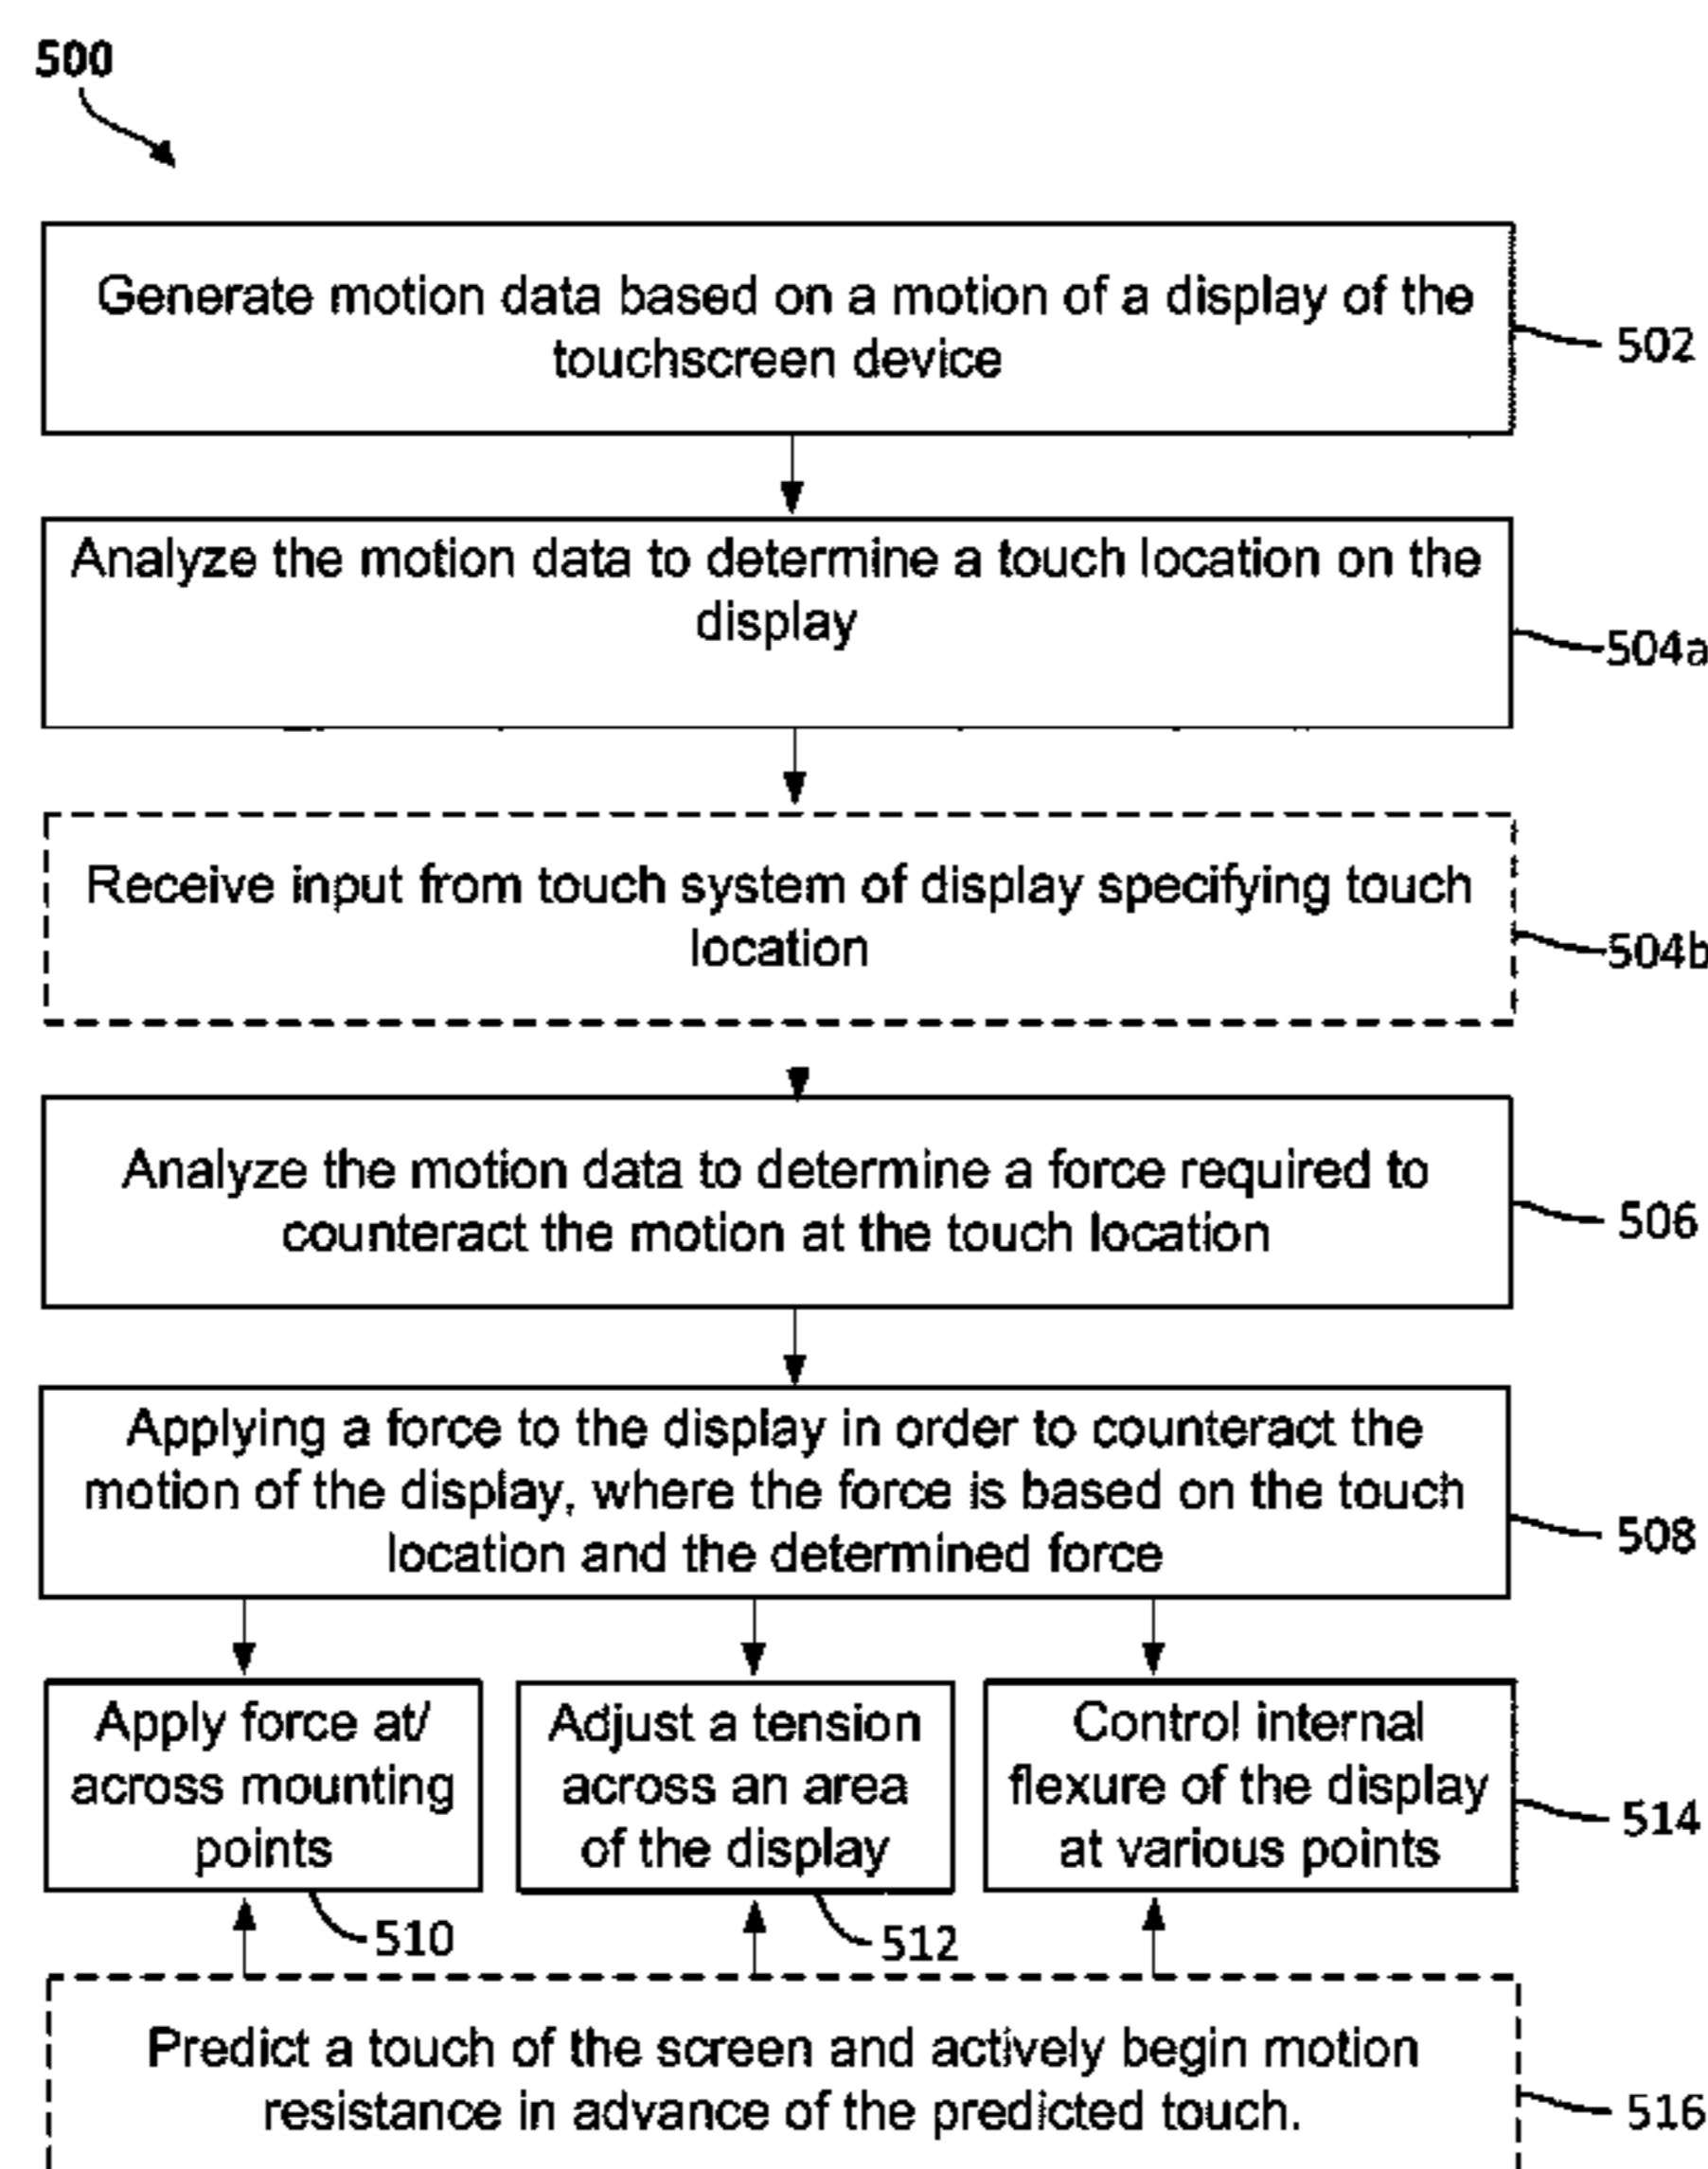 500
Generate motion data based on a motion of a display of the
touchscreen device
502
Analyze the motion data to determine a touch location on the
display
504a
Receive input from touch system of display specifying touch
location
504b
Analyze the motion data to determine a force required to
counteract the motion at the touch location
506
Applying a force to the display in order to counteract the
motion of the display, where the force is based on the touch
location and the determined force
508
Apply force at/
across mounting
points
510
Adjust a tension
across an area
of the display
512
Control internal
flexure of the display
at various points
514
Predict a touch of the screen and actively begin motion
resistance in advance of the predicted touch.
516